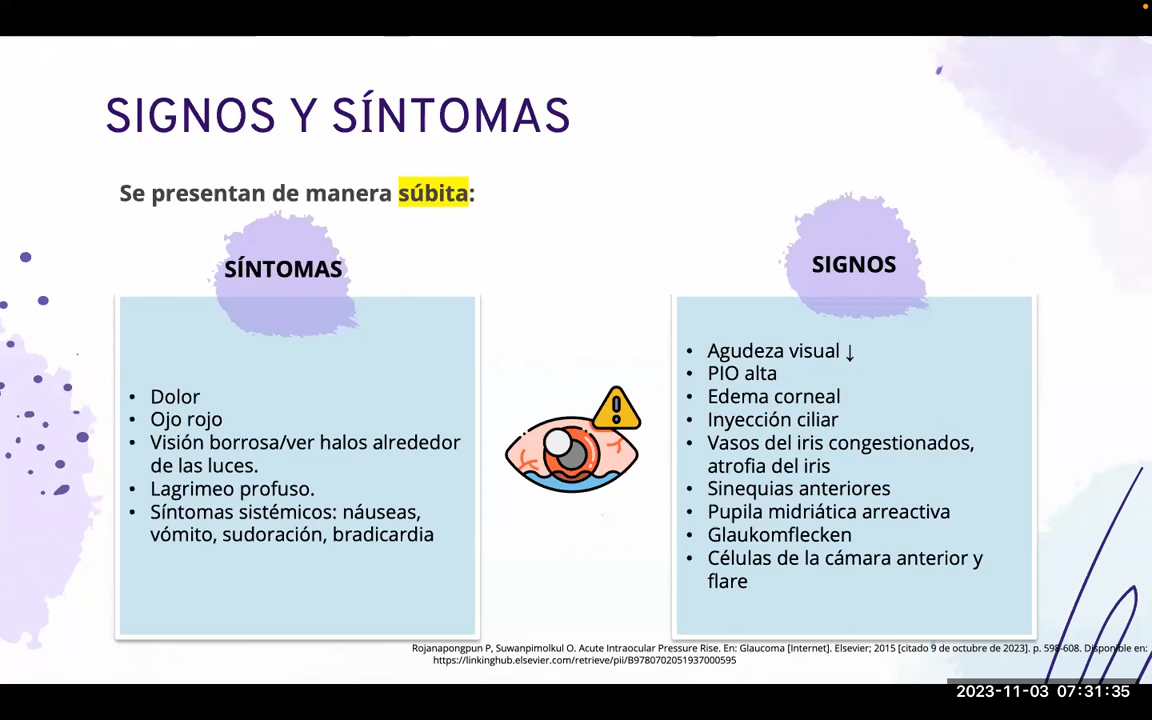 SIGNOS Y SÍNTOMAS
Se presentan de manera súbita:
SÍNTOMAS
• Dolor
• Ojo rojo
• Visión borrosa/ver halos alrededor
de las luces.
• Lagrimeo profuso.
• Síntomas sistémicos: náuseas,
vómito, sudoración, bradicardia
SIGNOS
• Agudeza visual ↓
• PIO alta
• Edema corneal
• Inyección ciliar
• Vasos del iris congestionados,
atrofia del iris
• Sinequias anteriores
• Pupila midriática arreactiva
• Glaukomflecken
• Células de la cámara anterior y
flare
Rojanapongpun P, Suwanpimolkul O. Acute Intraocular Pressure Rise. En: Glaucoma [Internet]. Elsevier; 2015 [citado 9 de octubre de 2023]. p. 598-608. Disponible en:
https://linkinghub.elsevier.com/retrieve/pii/B9780702051937000595
2023-11-03 07:31:35